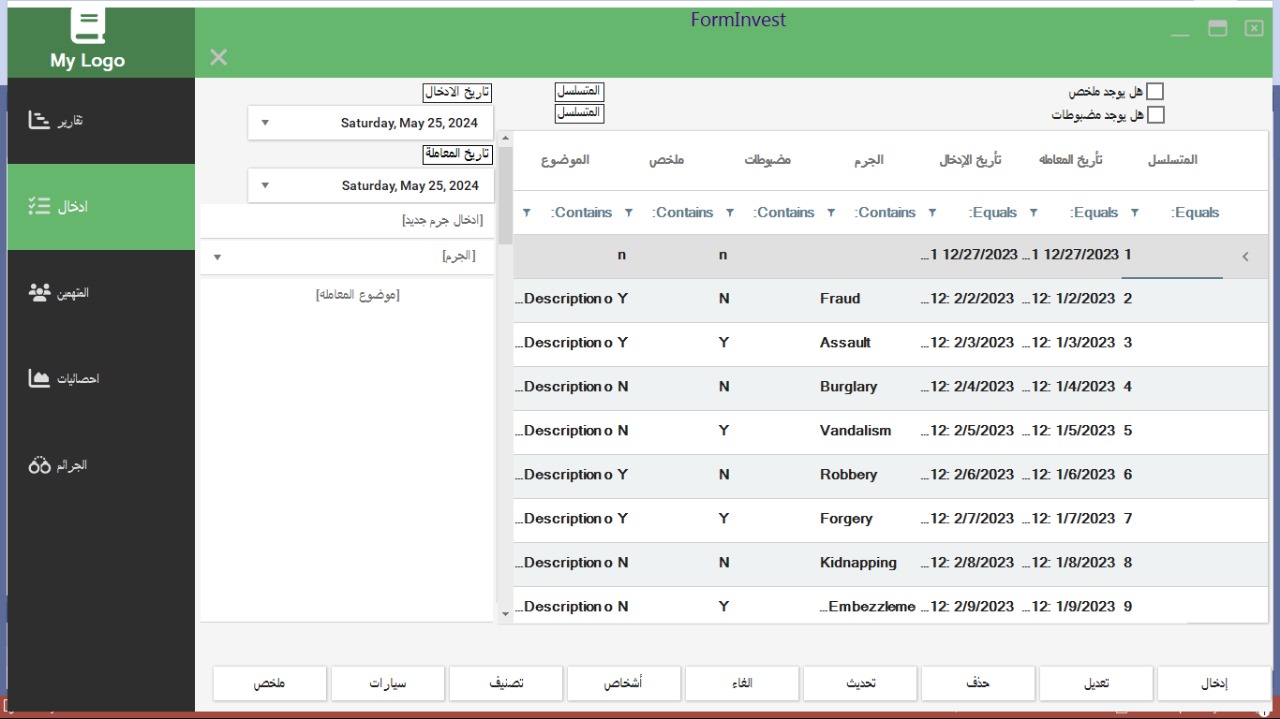 FormInvest
My Logo
تقارير
ادخال
المتهمين
احصائيات
الجرائم
هل يوجد ملخص
هل يوجد مضبوطات
المتسلسل
المتسلسل
تاريخ الادخال
Saturday, May 25, 2024
تاريخ المعاملة
Saturday, May 25, 2024
[ادخال جرم جديد]
[الجرم]
[موضوع المعامله]
المتسلسل تأريخ المعامله تأريخ الإدخال الجرم مضبوطات ملخص الموضوع
:Equals :Equals :Equals :Contains :Contains :Contains :Contains
1 12/27/2023 1... 12/27/2023 1... n n
2 1/2/2023 12:... 2/2/2023 12:... Fraud N Y Description o...
3 1/3/2023 12:... 2/3/2023 12:... Assault Y Y Description o...
4 1/4/2023 12:... 2/4/2023 12:... Burglary N N Description o...
5 1/5/2023 12:... 2/5/2023 12:... Vandalism Y N Description o...
6 1/6/2023 12:... 2/6/2023 12:... Robbery N Y Description o...
7 1/7/2023 12:... 2/7/2023 12:... Forgery Y Y Description o...
8 1/8/2023 12:... 2/8/2023 12:... Kidnapping N N Description o...
9 1/9/2023 12:... 2/9/2023 12:... Embezzleme... Y N Description o...
إدخال تعديل حذف تحديث الغاء أشخاص تصنيف سيارات ملخص